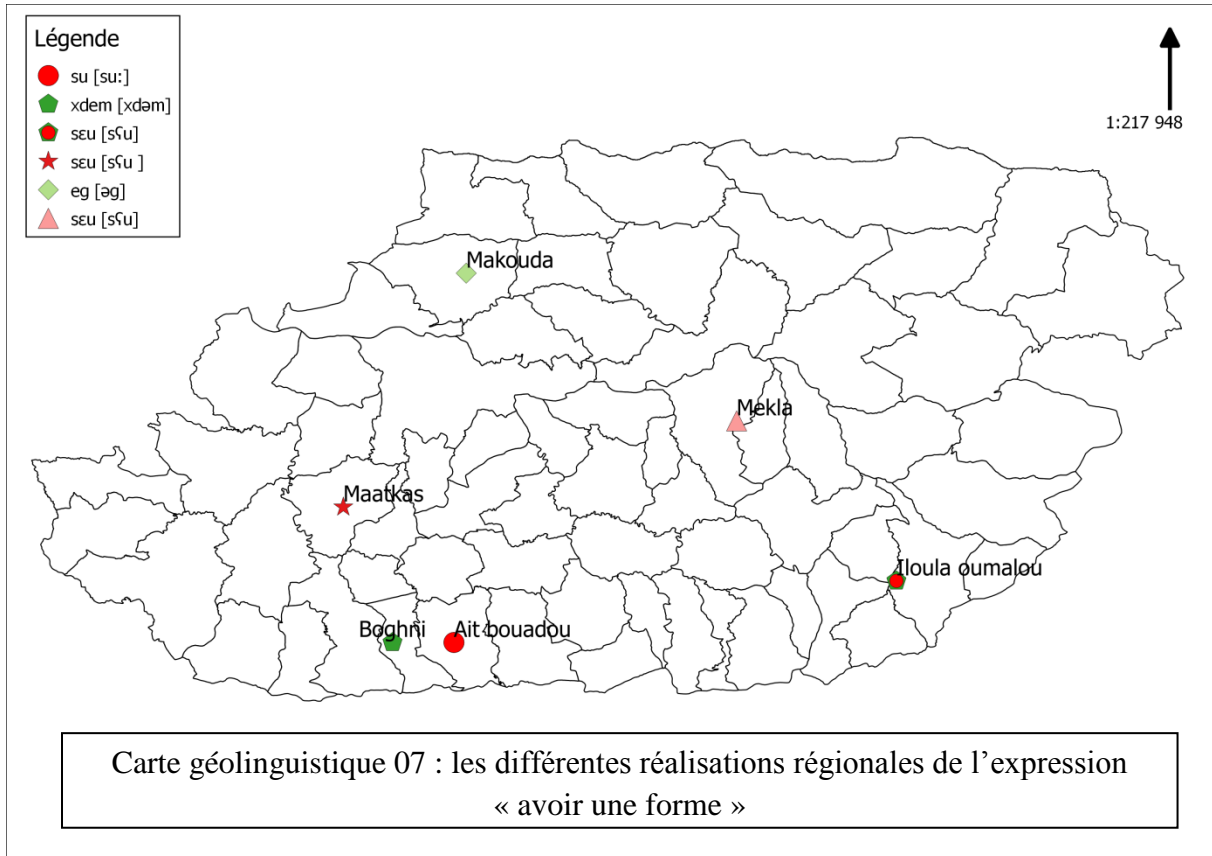 Légende
su [su:]
xdem [xdəm]
sɛu [sʕu]
sɛu [sʕu ]
eg [əg]
sɛu [sʕu]
1:217 948
Makouda
Mekla
Maatkas
Iloula oumalou
Boghni
Ait bouadou
Carte géolinguistique 07 : les différentes réalisations régionales de l’expression
« avoir une forme »